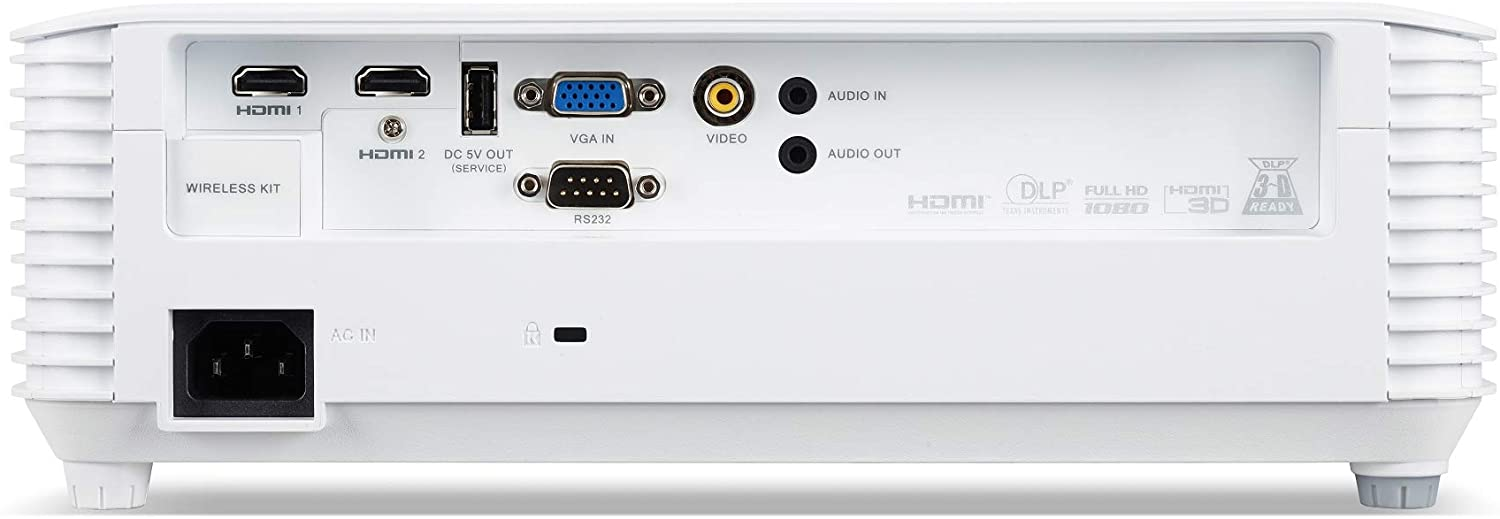 HDMI 1
HDMI 2
DC 5V OUT
(SERVICE)
VGA IN
VIDEO
AUDIO IN
AUDIO OUT
WIRELESS KIT
RS232
HDMI™
DLP®
TEXAS INSTRUMENTS
FULL HD
1080
HDMI
3D
DLP®
3-D
READY
AC IN
K